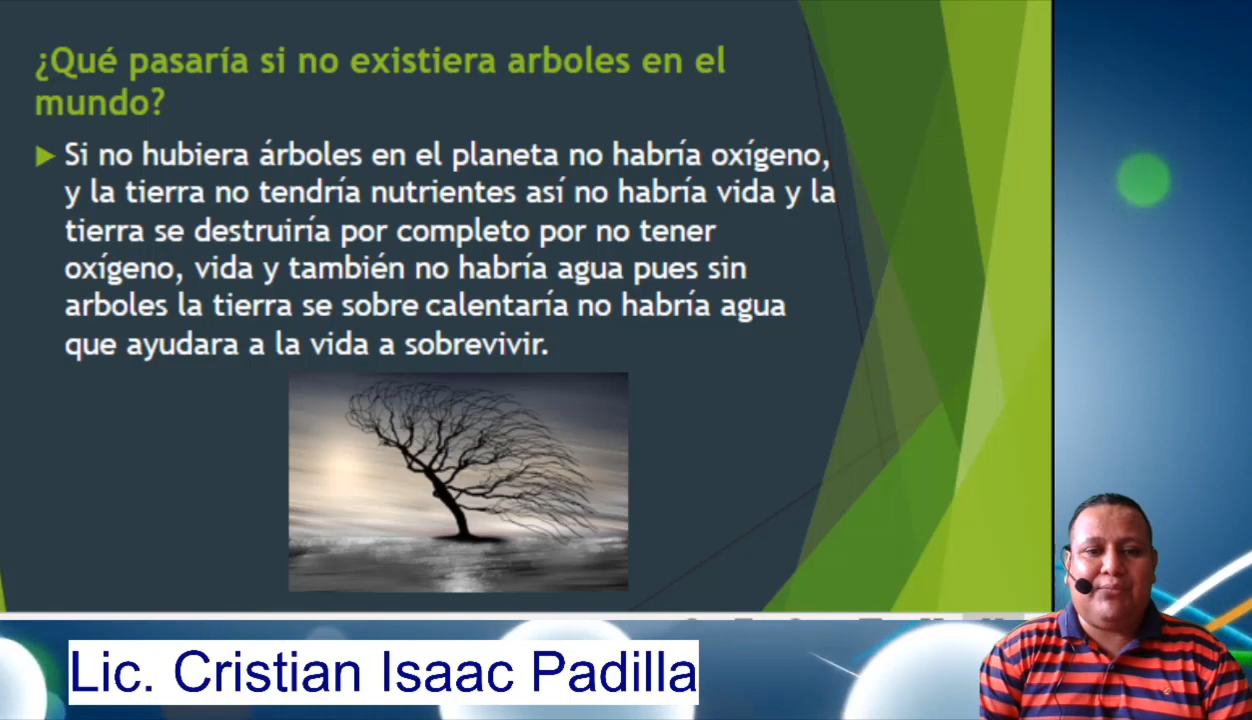 ¿Qué pasaría si no existiera arboles en el
mundo?
Si no hubiera árboles en el planeta no habría oxígeno,
y la tierra no tendría nutrientes así no habría vida y la
tierra se destruiría por completo por no tener
oxígeno, vida y también no habría agua pues sin
arboles la tierra se sobre calentaría no habría agua
que ayudara a la vida a sobrevivir.
Lic. Cristian Isaac Padilla